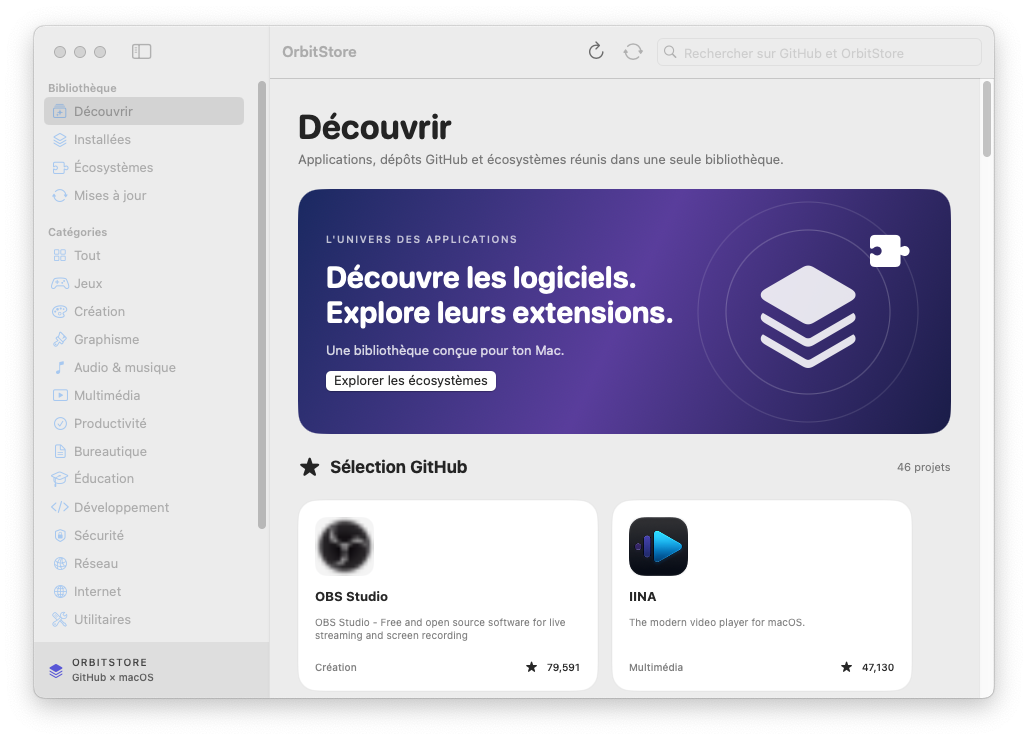 OrbitStore
Rechercher sur GitHub et OrbitStore
Bibliothèque
Découvrir
Installées
Écosystèmes
Mises à jour
Catégories
Tout
Jeux
Création
Graphisme
Audio & musique
Multimédia
Productivité
Bureautique
Éducation
Développement
Sécurité
Réseau
Internet
Utilitaires
ORBITSTORE
GitHub × macOS
Découvrir
Applications, dépôts GitHub et écosystèmes réunis dans une seule bibliothèque.
L'UNIVERS DES APPLICATIONS
Découvre les logiciels.
Explore leurs extensions.
Une bibliothèque conçue pour ton Mac.
Explorer les écosystèmes
Sélection GitHub
46 projets
OBS Studio
OBS Studio - Free and open source software for live
streaming and screen recording
Création
79,591
IINA
The modern video player for macOS.
Multimédia
47,130